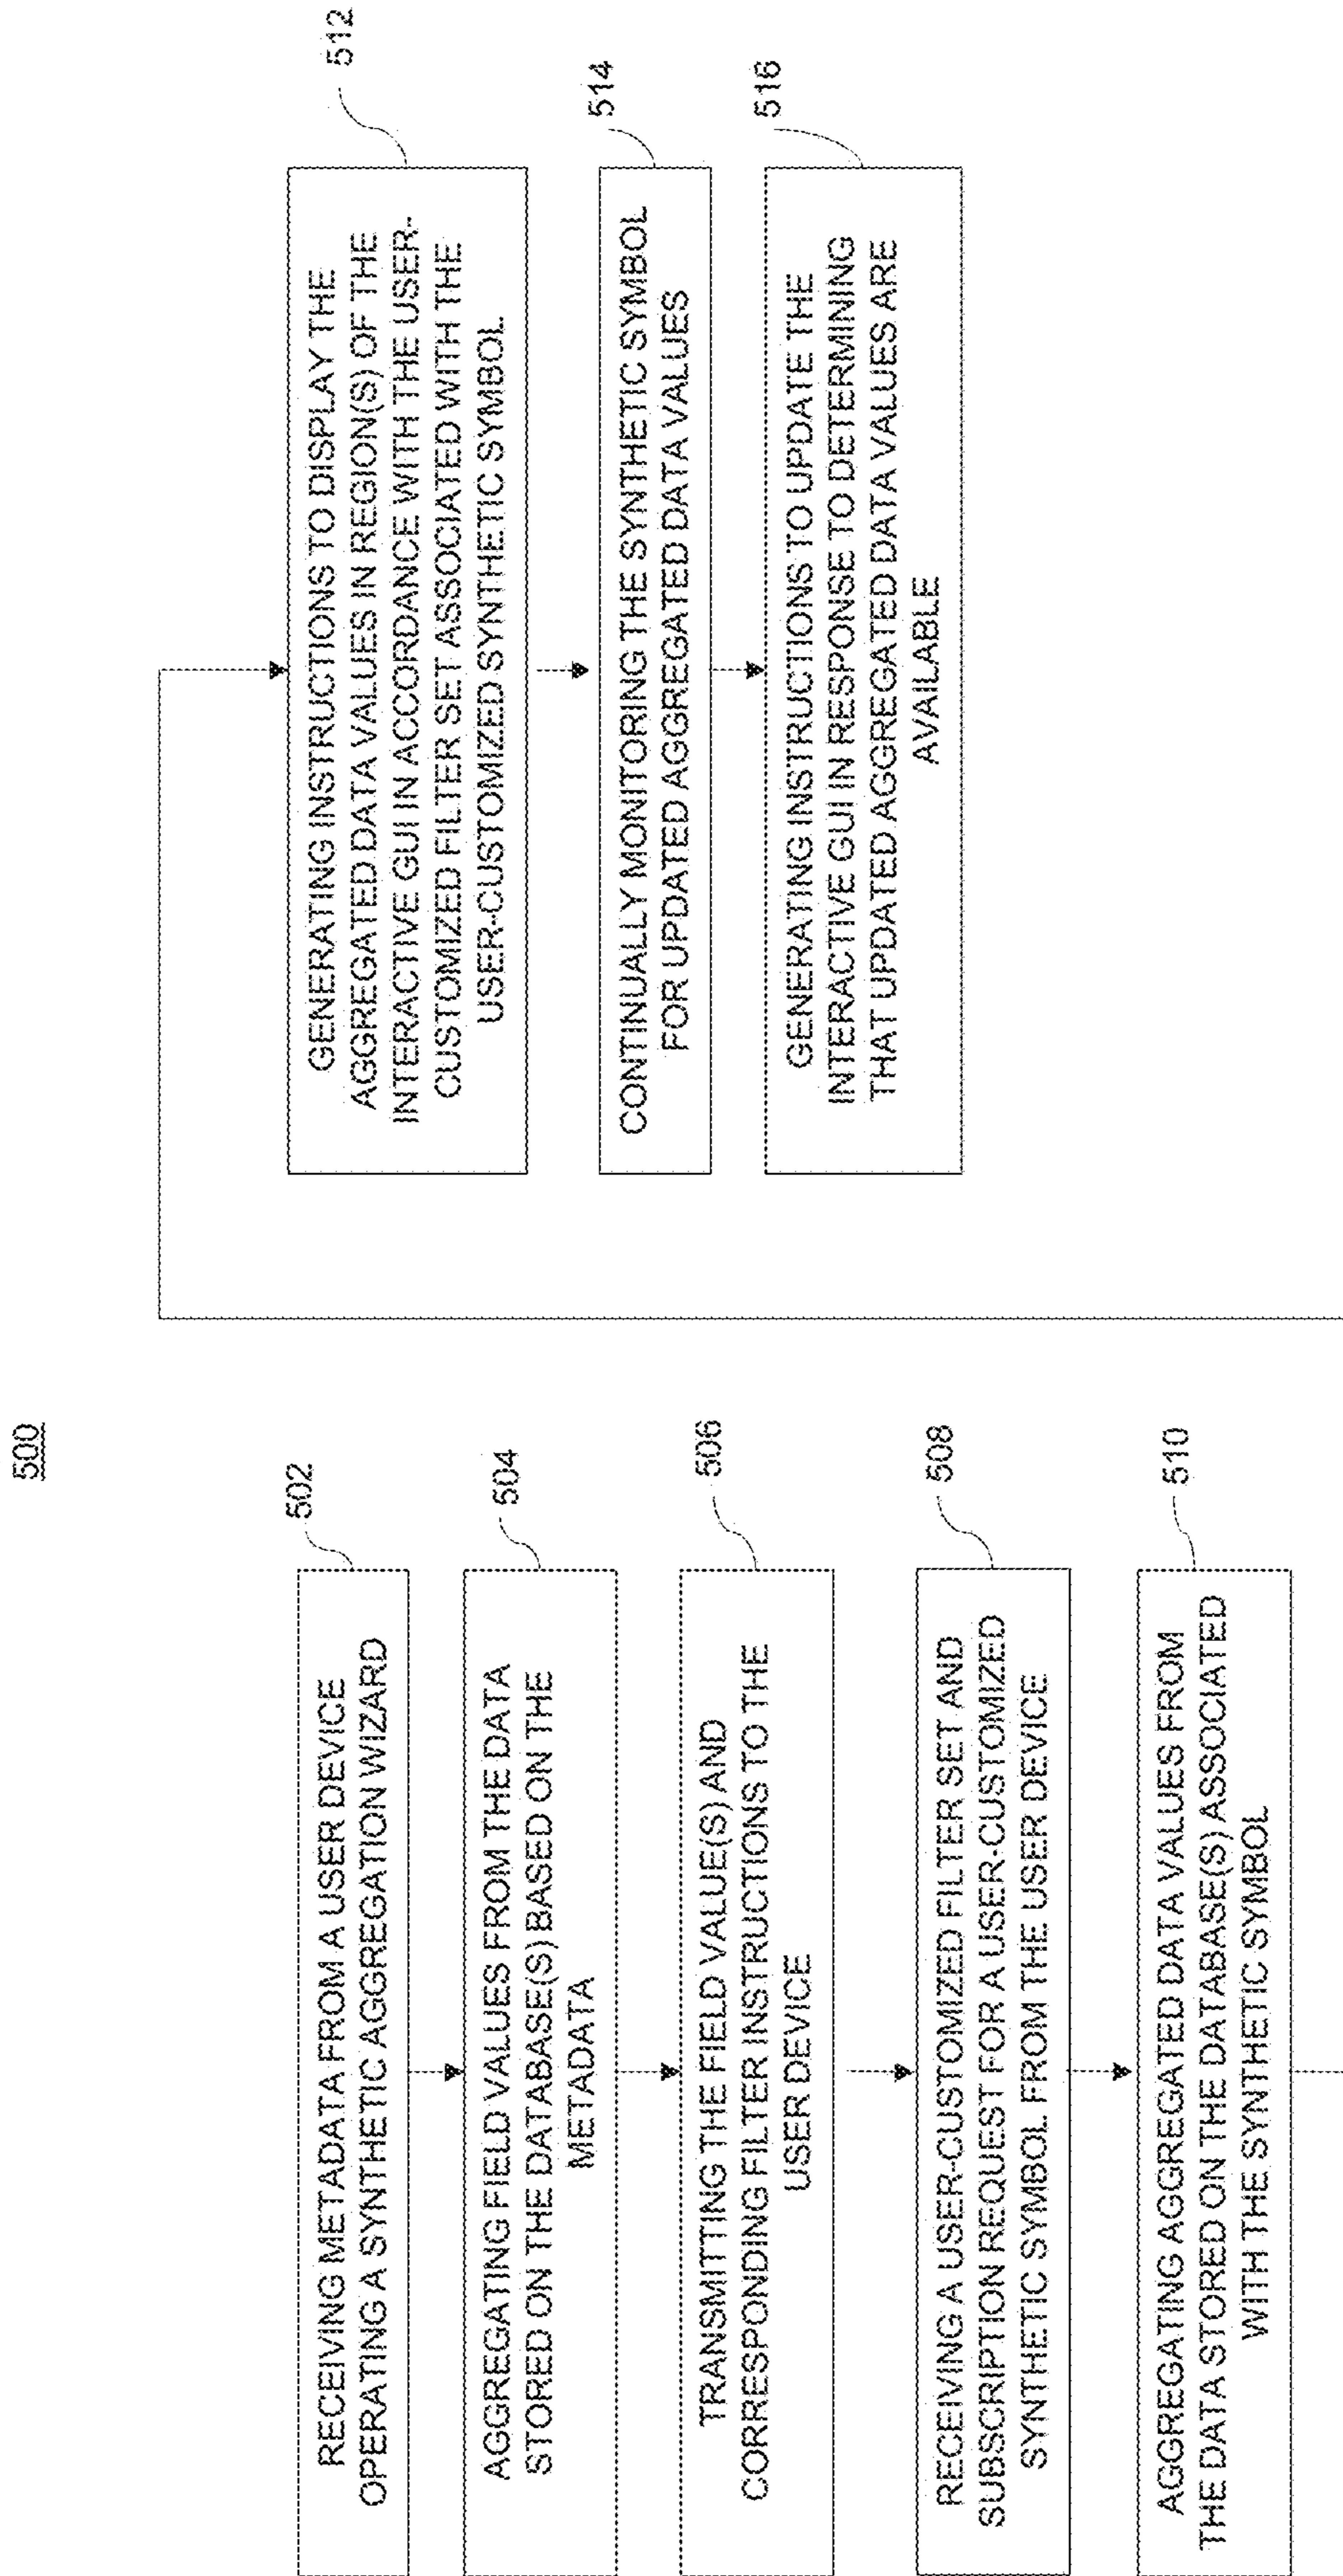 500
RECEIVING METADATA FROM A USER DEVICE
OPERATING A SYNTHETIC AGGREGATION WIZARD
502
AGGREGATING FIELD VALUES FROM THE DATA
STORED ON THE DATABASE(S) BASED ON THE
METADATA
504
TRANSMITTING THE FIELD VALUE(S) AND
CORRESPONDING FILTER INSTRUCTIONS TO THE
USER DEVICE
506
RECEIVING A USER-CUSTOMIZED FILTER SET AND
SUBSCRIPTION REQUEST FOR A USER-CUSTOMIZED
SYNTHETIC SYMBOL FROM THE USER DEVICE
508
AGGREGATING AGGREGATED DATA VALUES FROM
THE DATA STORED ON THE DATABASE(S) ASSOCIATED
WITH THE SYNTHETIC SYMBOL
510
GENERATING INSTRUCTIONS TO DISPLAY THE
AGGREGATED DATA VALUES IN REGION(S) OF THE
INTERACTIVE GUI IN ACCORDANCE WITH THE USER-
CUSTOMIZED FILTER SET ASSOCIATED WITH THE
USER-CUSTOMIZED SYNTHETIC SYMBOL
512
CONTINUALLY MONITORING THE SYNTHETIC SYMBOL
FOR UPDATED AGGREGATED DATA VALUES
514
GENERATING INSTRUCTIONS TO UPDATE THE
INTERACTIVE GUI IN RESPONSE TO DETERMINING
THAT UPDATED AGGREGATED DATA VALUES ARE
AVAILABLE
516